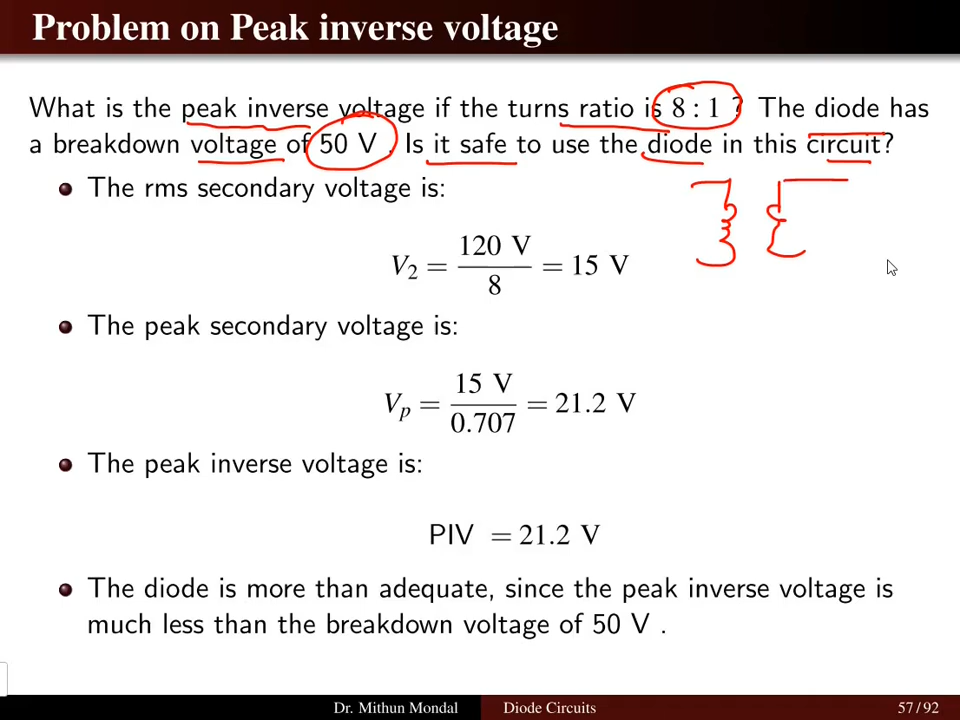 Problem on Peak inverse voltage
What is the peak inverse voltage if the turns ratio is 8 : 1 ? The diode has
a breakdown voltage of 50 V . Is it safe to use the diode in this circuit?
The rms secondary voltage is:
V₂ = 120 V / 8 = 15 V
The peak secondary voltage is:
Vₚ = 15 V / 0.707 = 21.2 V
The peak inverse voltage is:
PIV = 21.2 V
The diode is more than adequate, since the peak inverse voltage is
much less than the breakdown voltage of 50 V .
Dr. Mithun Mondal Diode Circuits 57 / 92